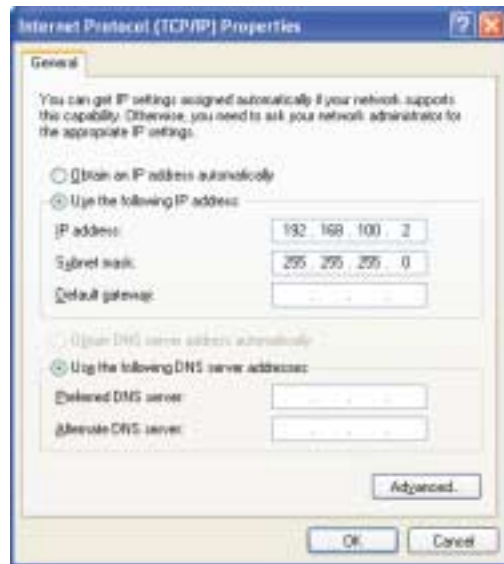 Internet Protocol (TCP/IP) Properties
General
You can get IP settings assigned automatically if your network supports
this capability. Otherwise, you need to ask your network administrator for
the appropriate IP settings.
Obtain an IP address automatically
Use the following IP address:
IP address: 192 . 168 . 100 . 2
Subnet mask: 255 . 255 . 255 . 0
Default gateway: . . .
Obtain DNS server address automatically
Use the following DNS server addresses:
Preferred DNS server: . . .
Alternate DNS server: . . .
Advanced...
OK Cancel